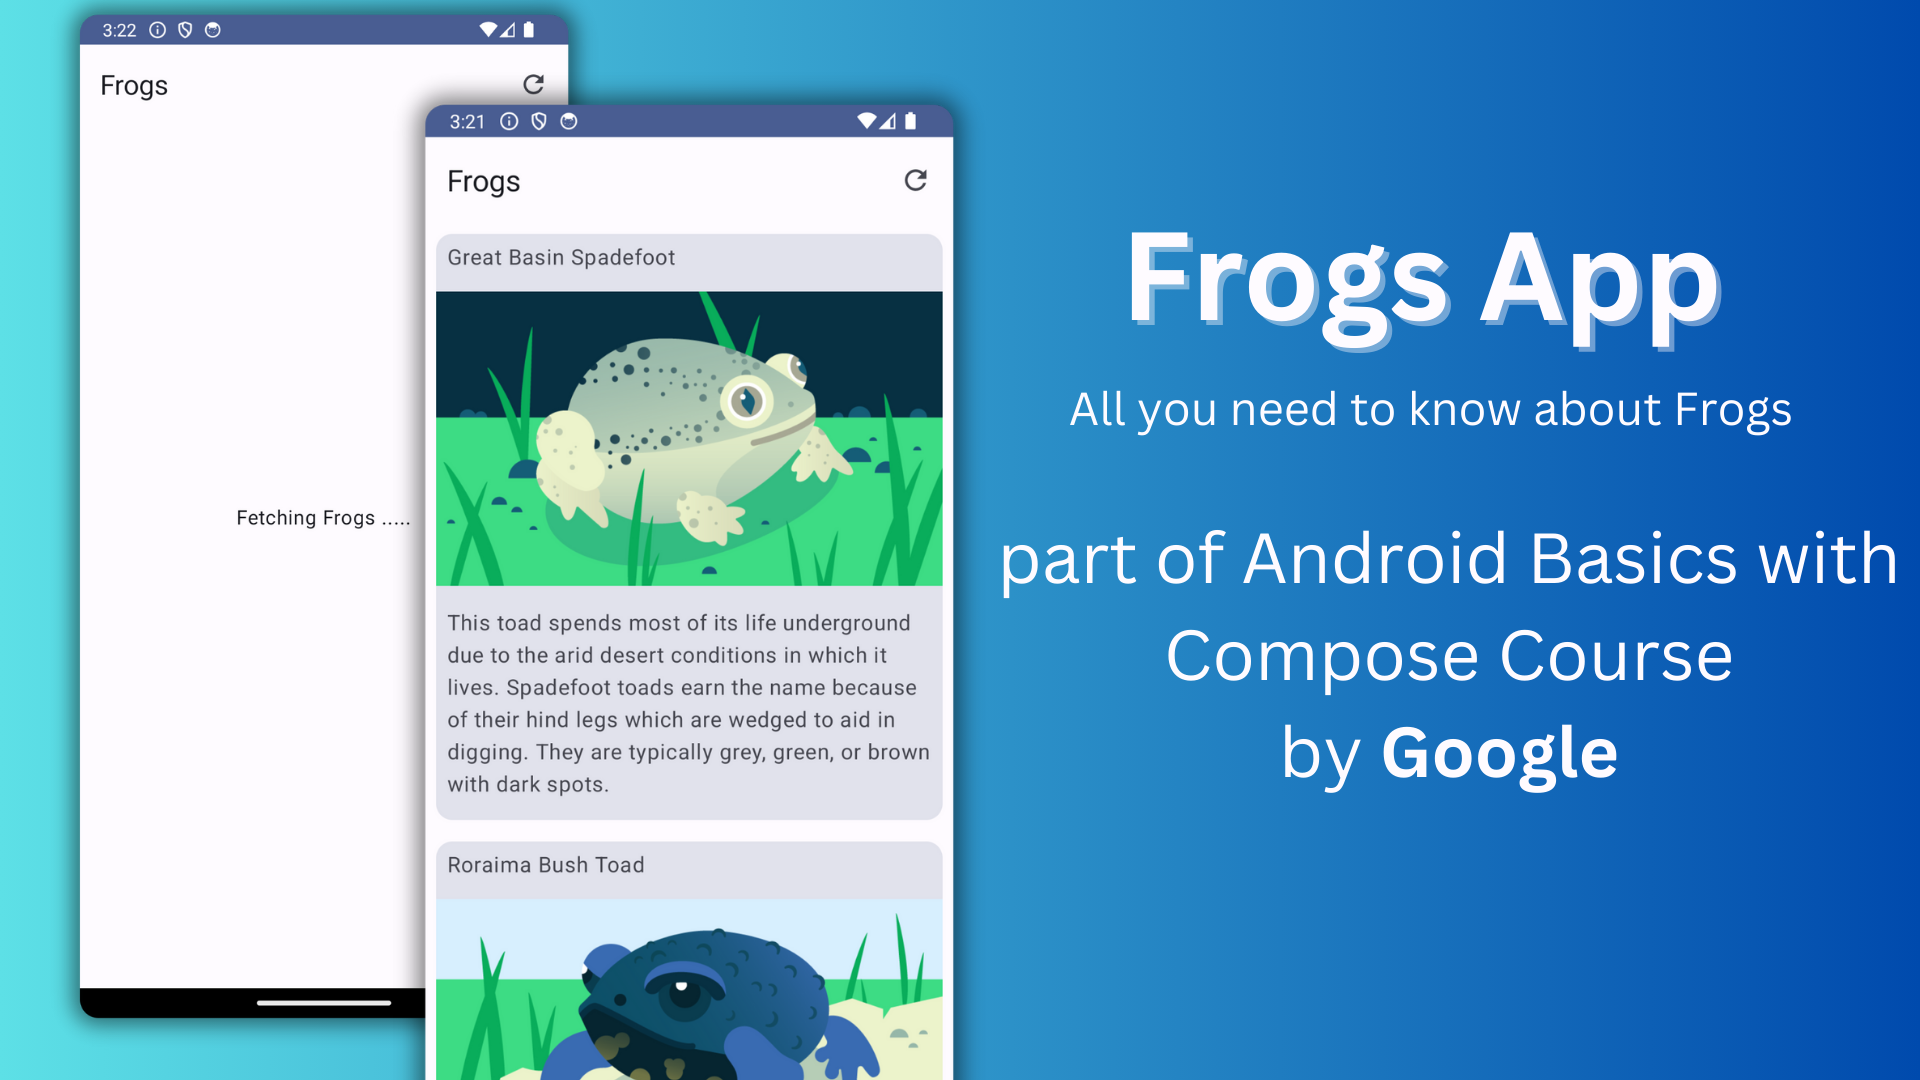 3:22
Frogs
Fetching Frogs .....
3:21
Frogs
Great Basin Spadefoot
This toad spends most of its life underground
due to the arid desert conditions in which it
lives. Spadefoot toads earn the name because
of their hind legs which are wedged to aid in
digging. They are typically grey, green, or brown
with dark spots.
Roraima Bush Toad
Frogs App
All you need to know about Frogs
part of Android Basics with
Compose Course
by Google